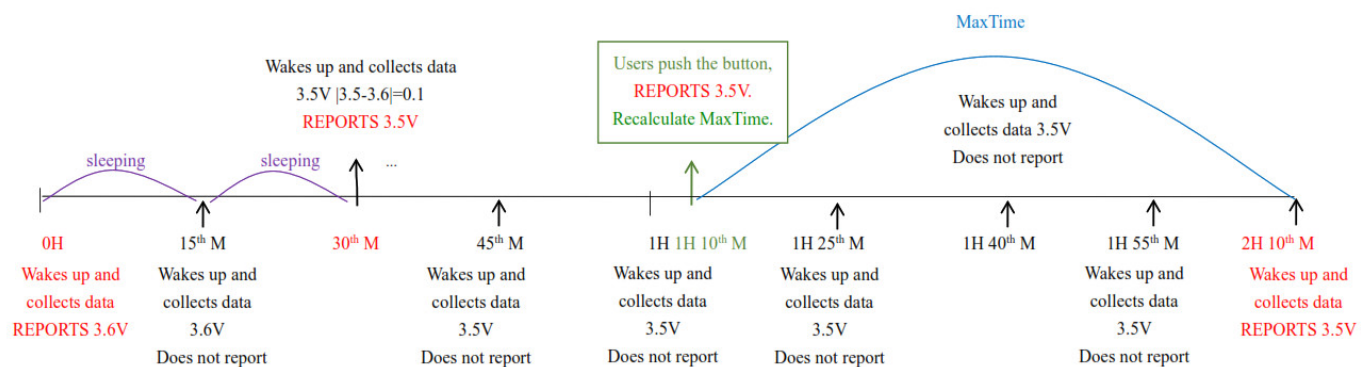 MaxTime
Wakes up and collects data
3.5V |3.5-3.6|=0.1
REPORTS 3.5V
Users push the button,
REPORTS 3.5V.
Recalculate MaxTime.
Wakes up and
collects data 3.5V
Does not report
sleeping
sleeping
...
0H
Wakes up and
collects data
REPORTS 3.6V
15th M
Wakes up and
collects data
3.6V
Does not report
30th M
45th M
Wakes up and
collects data
3.5V
Does not report
1H 1H 10th M
Wakes up and
collects data
3.5V
Does not report
1H 25th M
Wakes up and
collects data
3.5V
Does not report
1H 40th M
1H 55th M
Wakes up and
collects data
3.5V
Does not report
2H 10th M
Wakes up and
collects data
REPORTS 3.5V